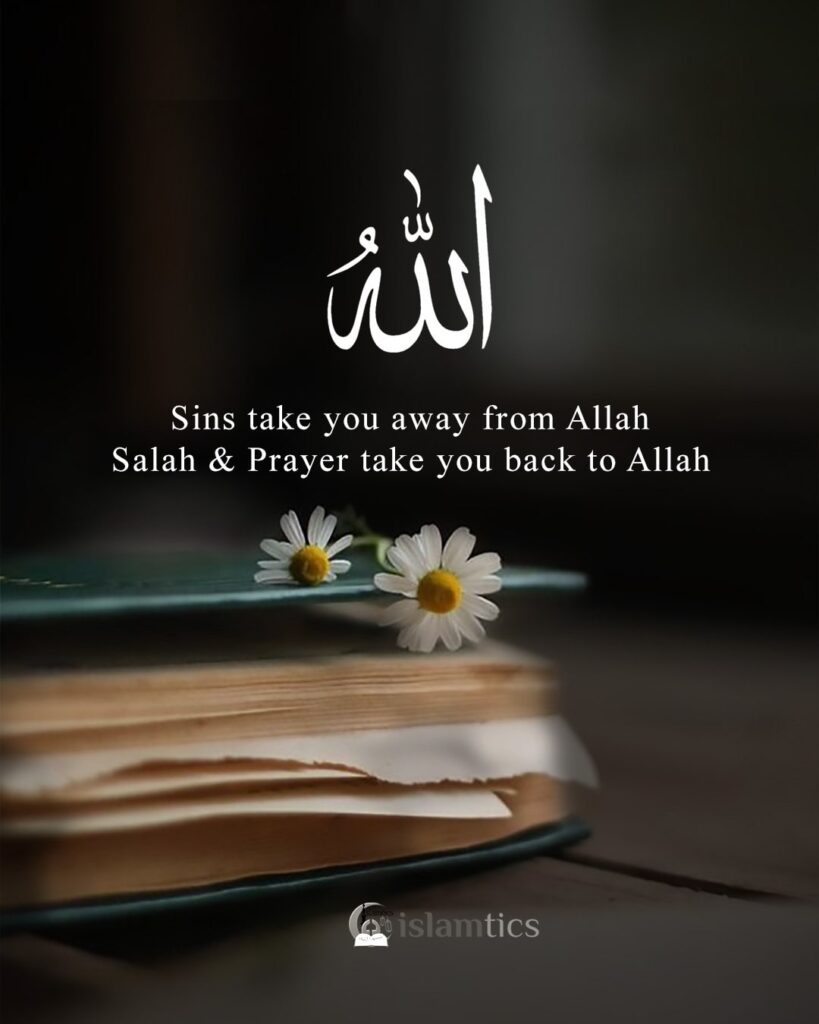 اللهُ
Sins take you away from Allah
Salah & Prayer take you back to Allah
islamtics